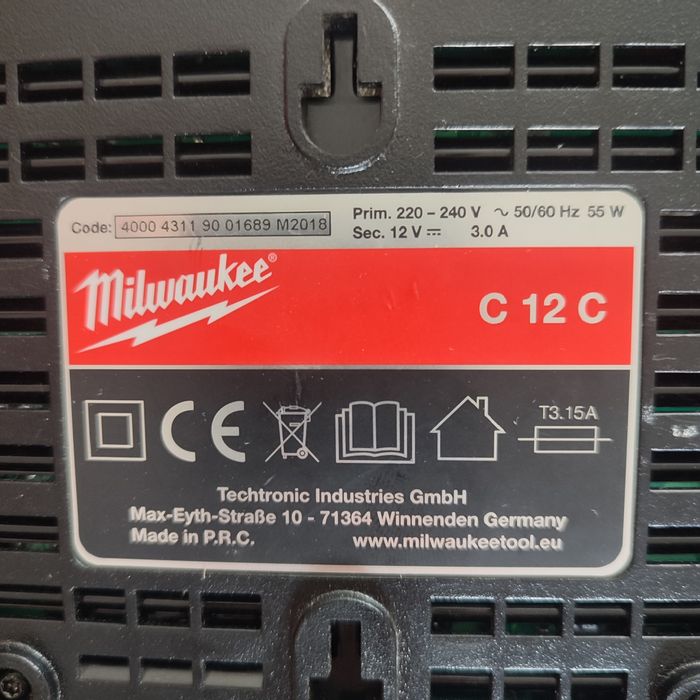 Code: 4000 4311 90 01689 M2018
Prim. 220 – 240 V ~ 50/60 Hz 55 W
Sec. 12 V ⎓ 3.0 A
Milwaukee®
C 12 C
CE
T3.15A
Techtronic Industries GmbH
Max-Eyth-Straße 10 - 71364 Winnenden Germany
Made in P.R.C. www.milwaukeetool.eu